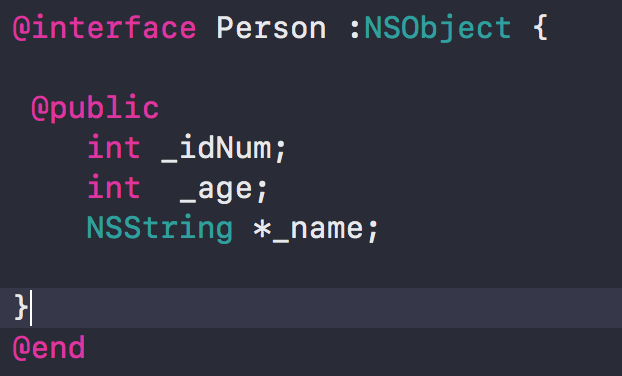 @interface Person :NSObject {
@public
int _idNum;
int  _age;
NSString *_name;
}
@end